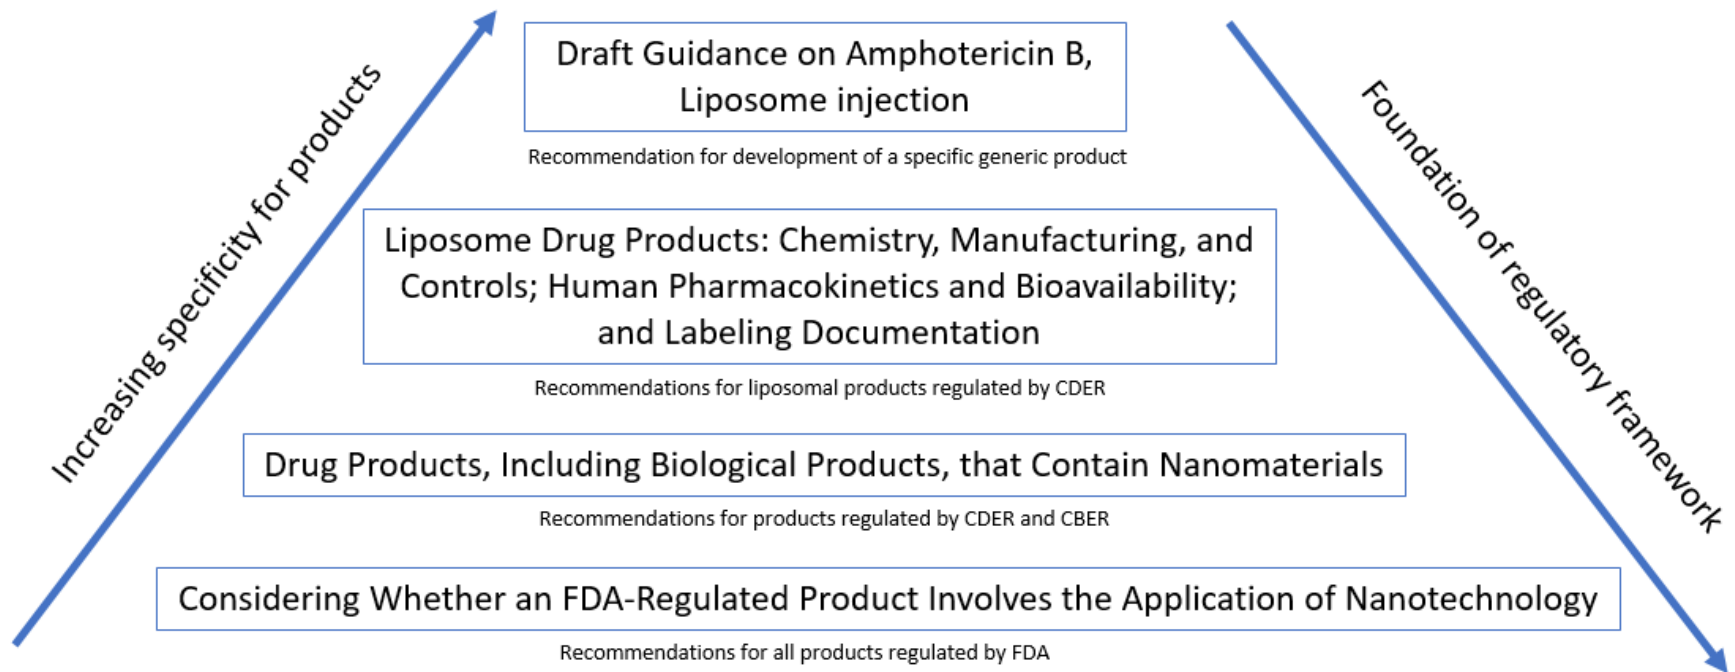 Draft Guidance on Amphotericin B,
Liposome injection
Recommendation for development of a specific generic product
Increasing specificity for products
Foundation of regulatory framework
Liposome Drug Products: Chemistry, Manufacturing, and
Controls; Human Pharmacokinetics and Bioavailability;
and Labeling Documentation
Recommendations for liposomal products regulated by CDER
Drug Products, Including Biological Products, that Contain Nanomaterials
Recommendations for products regulated by CDER and CBER
Considering Whether an FDA-Regulated Product Involves the Application of Nanotechnology
Recommendations for all products regulated by FDA